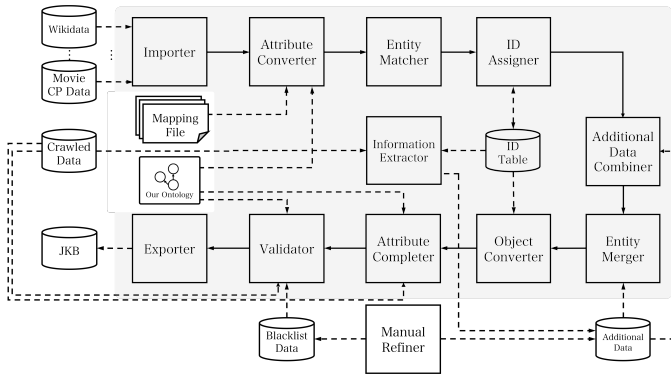 Wikidata
Movie
CP Data
Importer
Attribute
Converter
Entity
Matcher
ID
Assigner
Mapping
File
Crawled
Data
Our Ontology
Information
Extractor
ID
Table
Additional
Data
Combiner
JKB
Exporter
Validator
Attribute
Completer
Object
Converter
Entity
Merger
Blacklist
Data
Manual
Refiner
Additional
Data